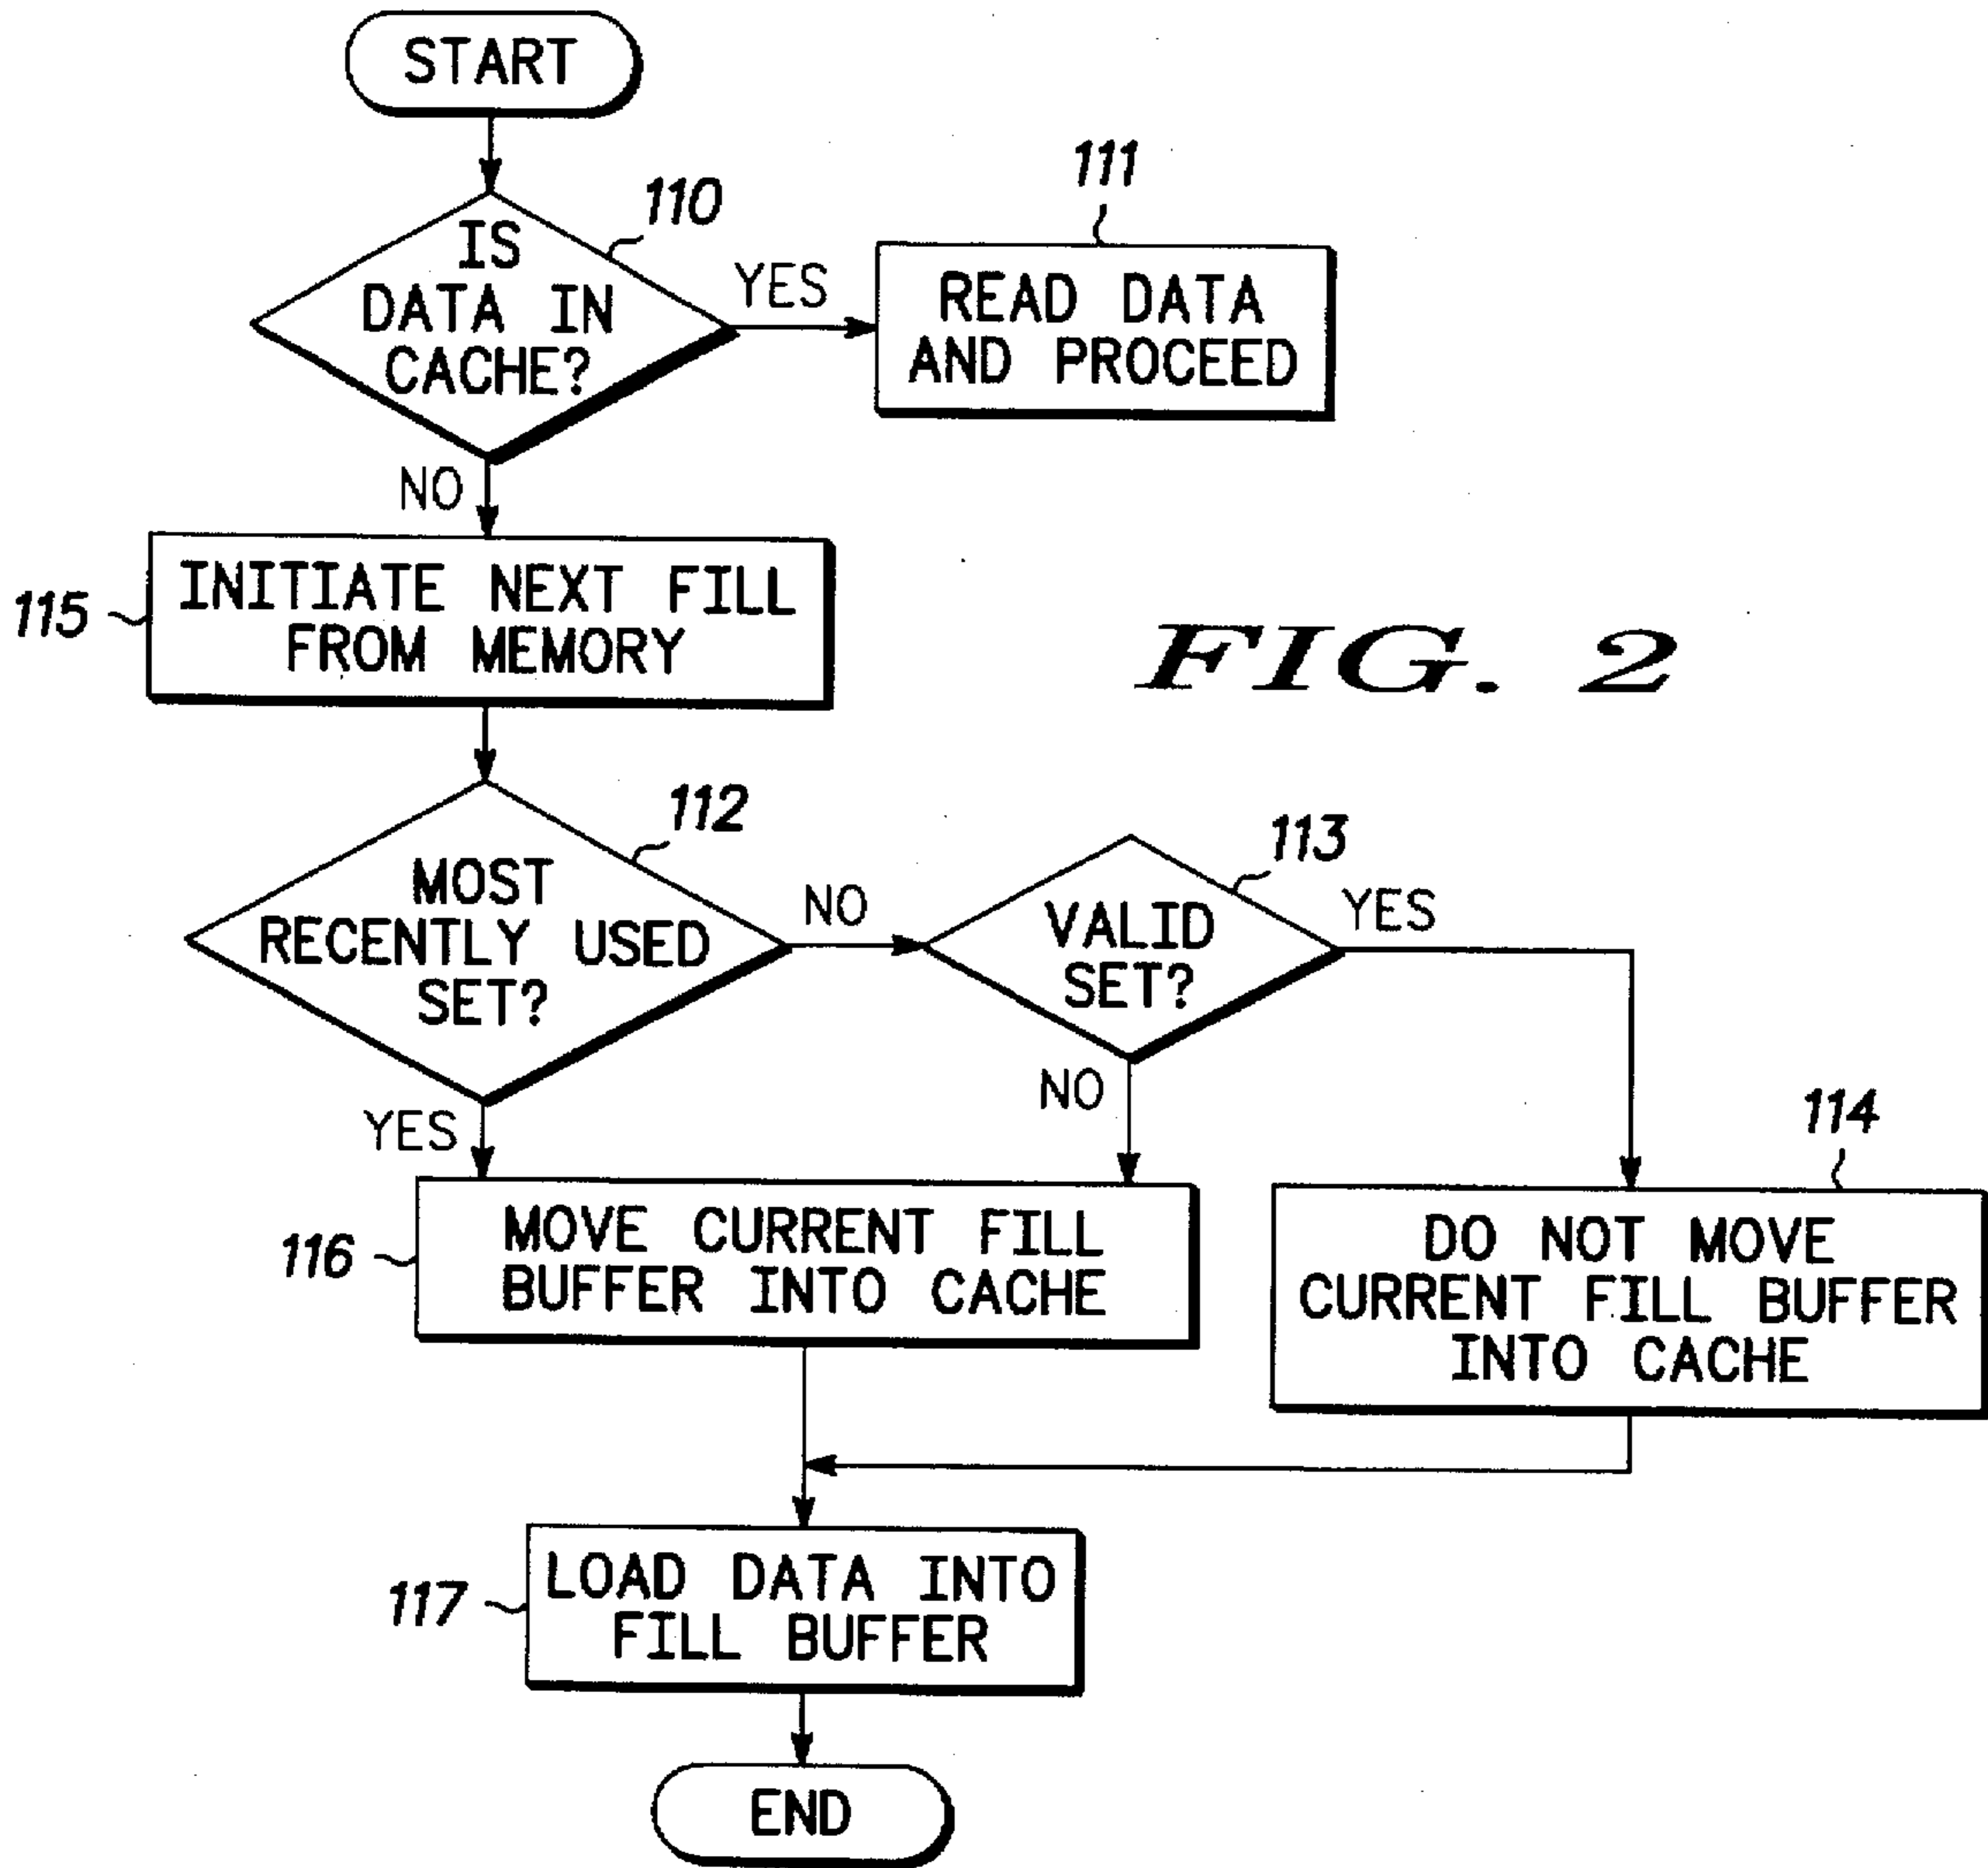 START
110
IS
DATA IN
CACHE?
YES
111
READ DATA
AND PROCEED
NO
115
INITIATE NEXT FILL
FROM MEMORY
FIG. 2
112
MOST
RECENTLY USED
SET?
NO
113
VALID
SET?
YES
YES
NO
116
MOVE CURRENT FILL
BUFFER INTO CACHE
114
DO NOT MOVE
CURRENT FILL BUFFER
INTO CACHE
117
LOAD DATA INTO
FILL BUFFER
END